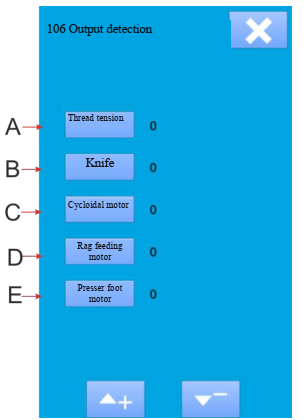 106 Output detection
A Thread tension 0
B Knife 0
C Cycloidal motor 0
D Rag feeding
motor 0
E Presser foot
motor 0
+ −